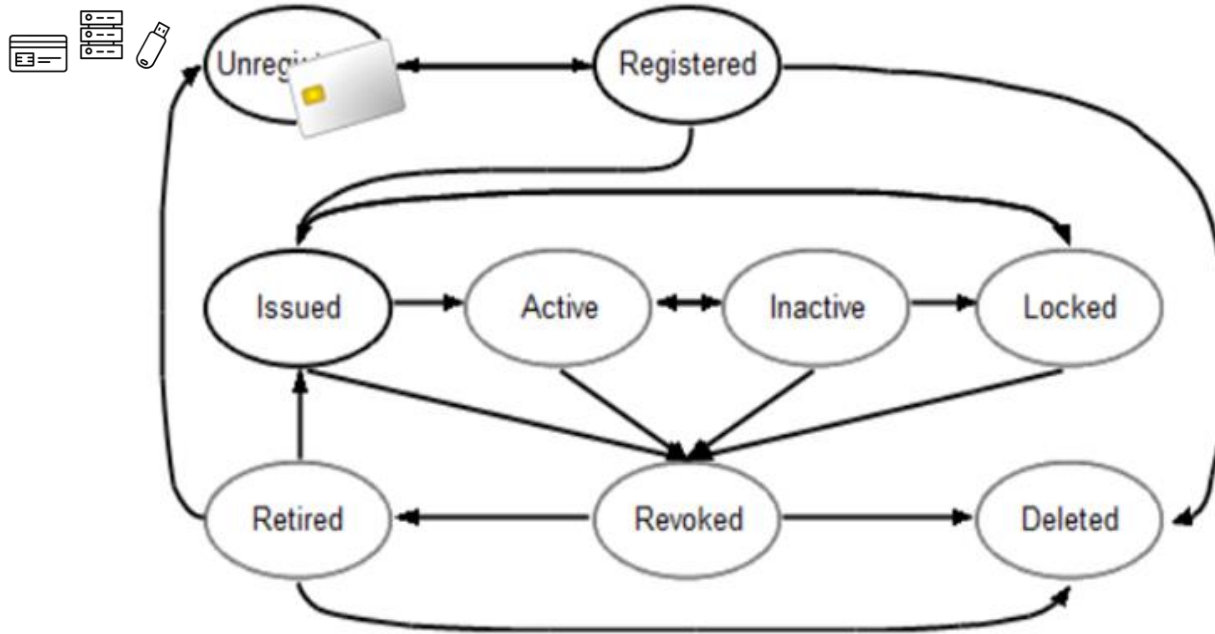 Registered
Issued
Active
Inactive
Locked
Retired
Revoked
Deleted